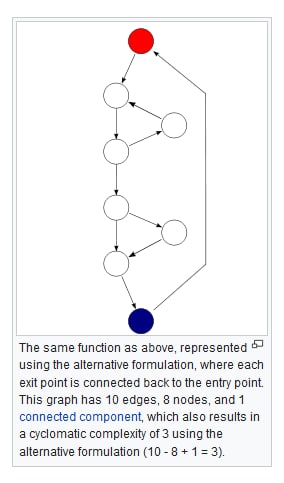 The same function as above, represented
using the alternative formulation, where each
exit point is connected back to the entry point.
This graph has 10 edges, 8 nodes, and 1
connected component, which also results in
a cyclomatic complexity of 3 using the
alternative formulation (10 - 8 + 1 = 3).